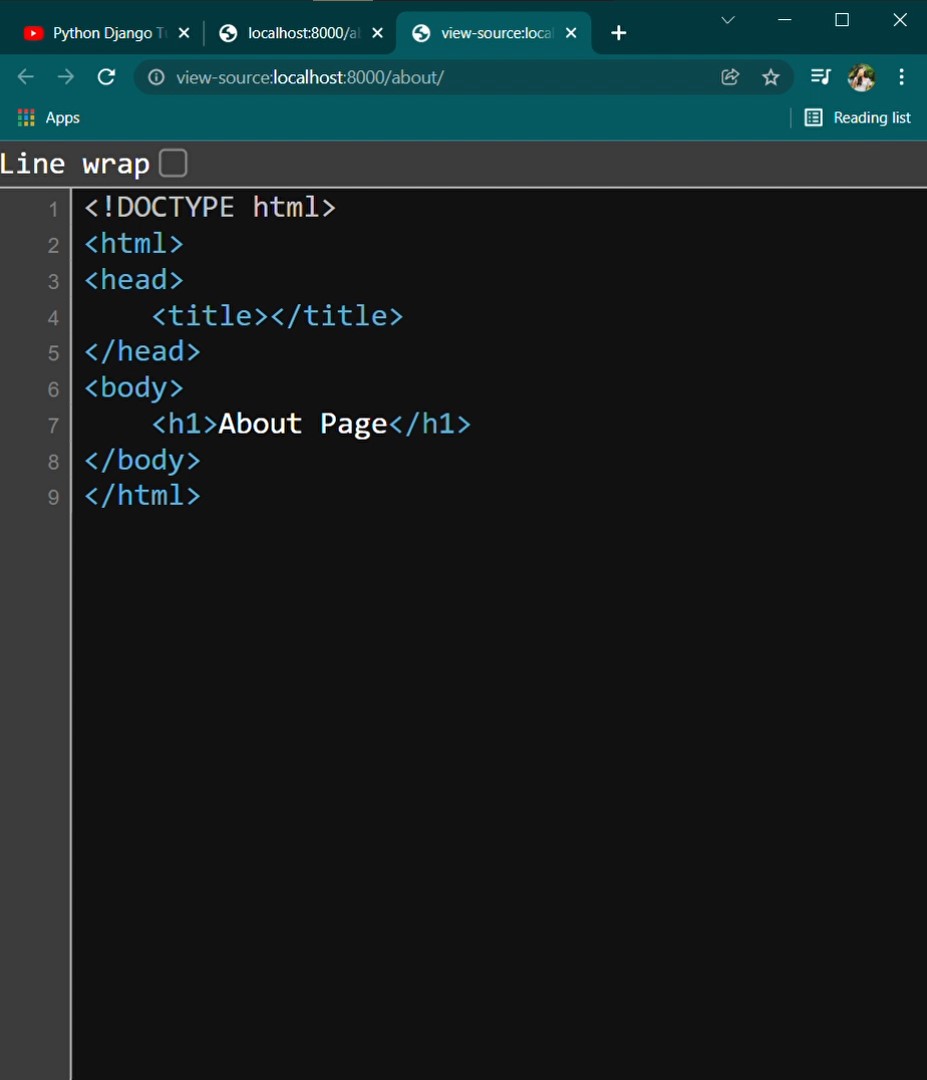 Python Django T
localhost:8000/a
view-source:local
view-source:localhost:8000/about/
Apps
Reading list
Line wrap
1 <!DOCTYPE html>
2 <html>
3 <head>
4     <title></title>
5 </head>
6 <body>
7     <h1>About Page</h1>
8 </body>
9 </html>